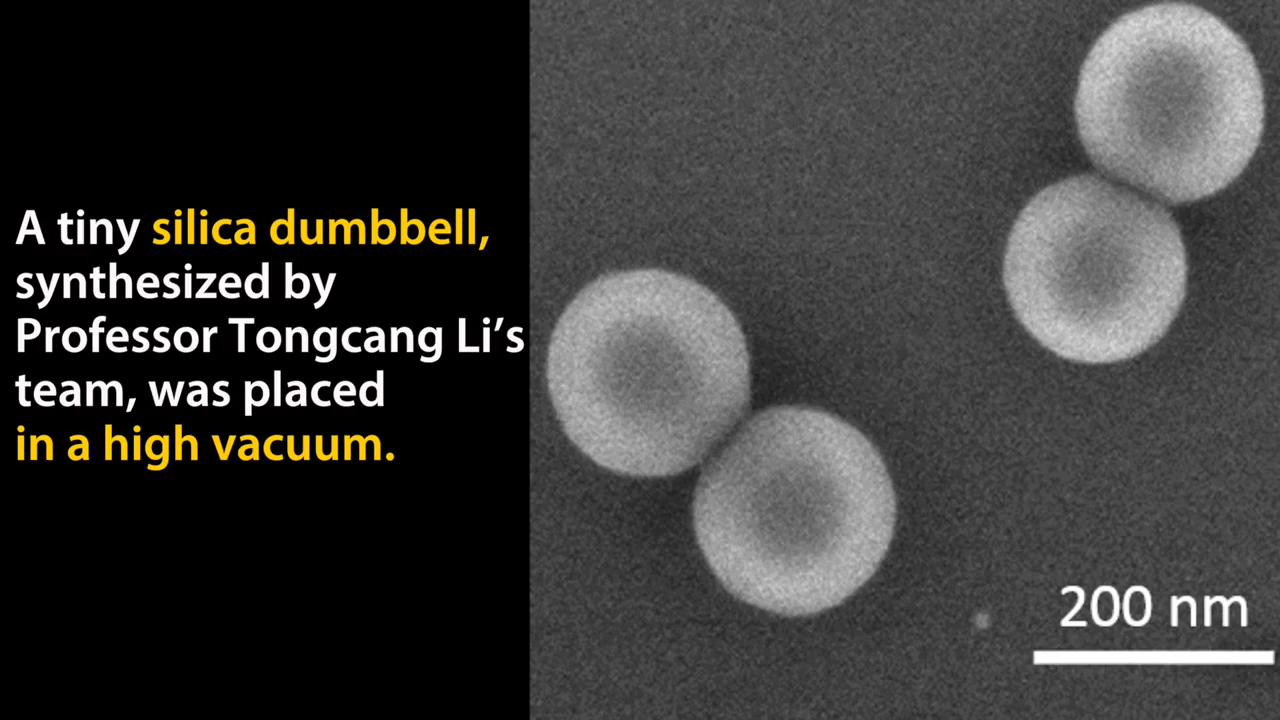 A tiny silica dumbbell,
synthesized by
Professor Tongcang Li’s
team, was placed
in a high vacuum.
200 nm